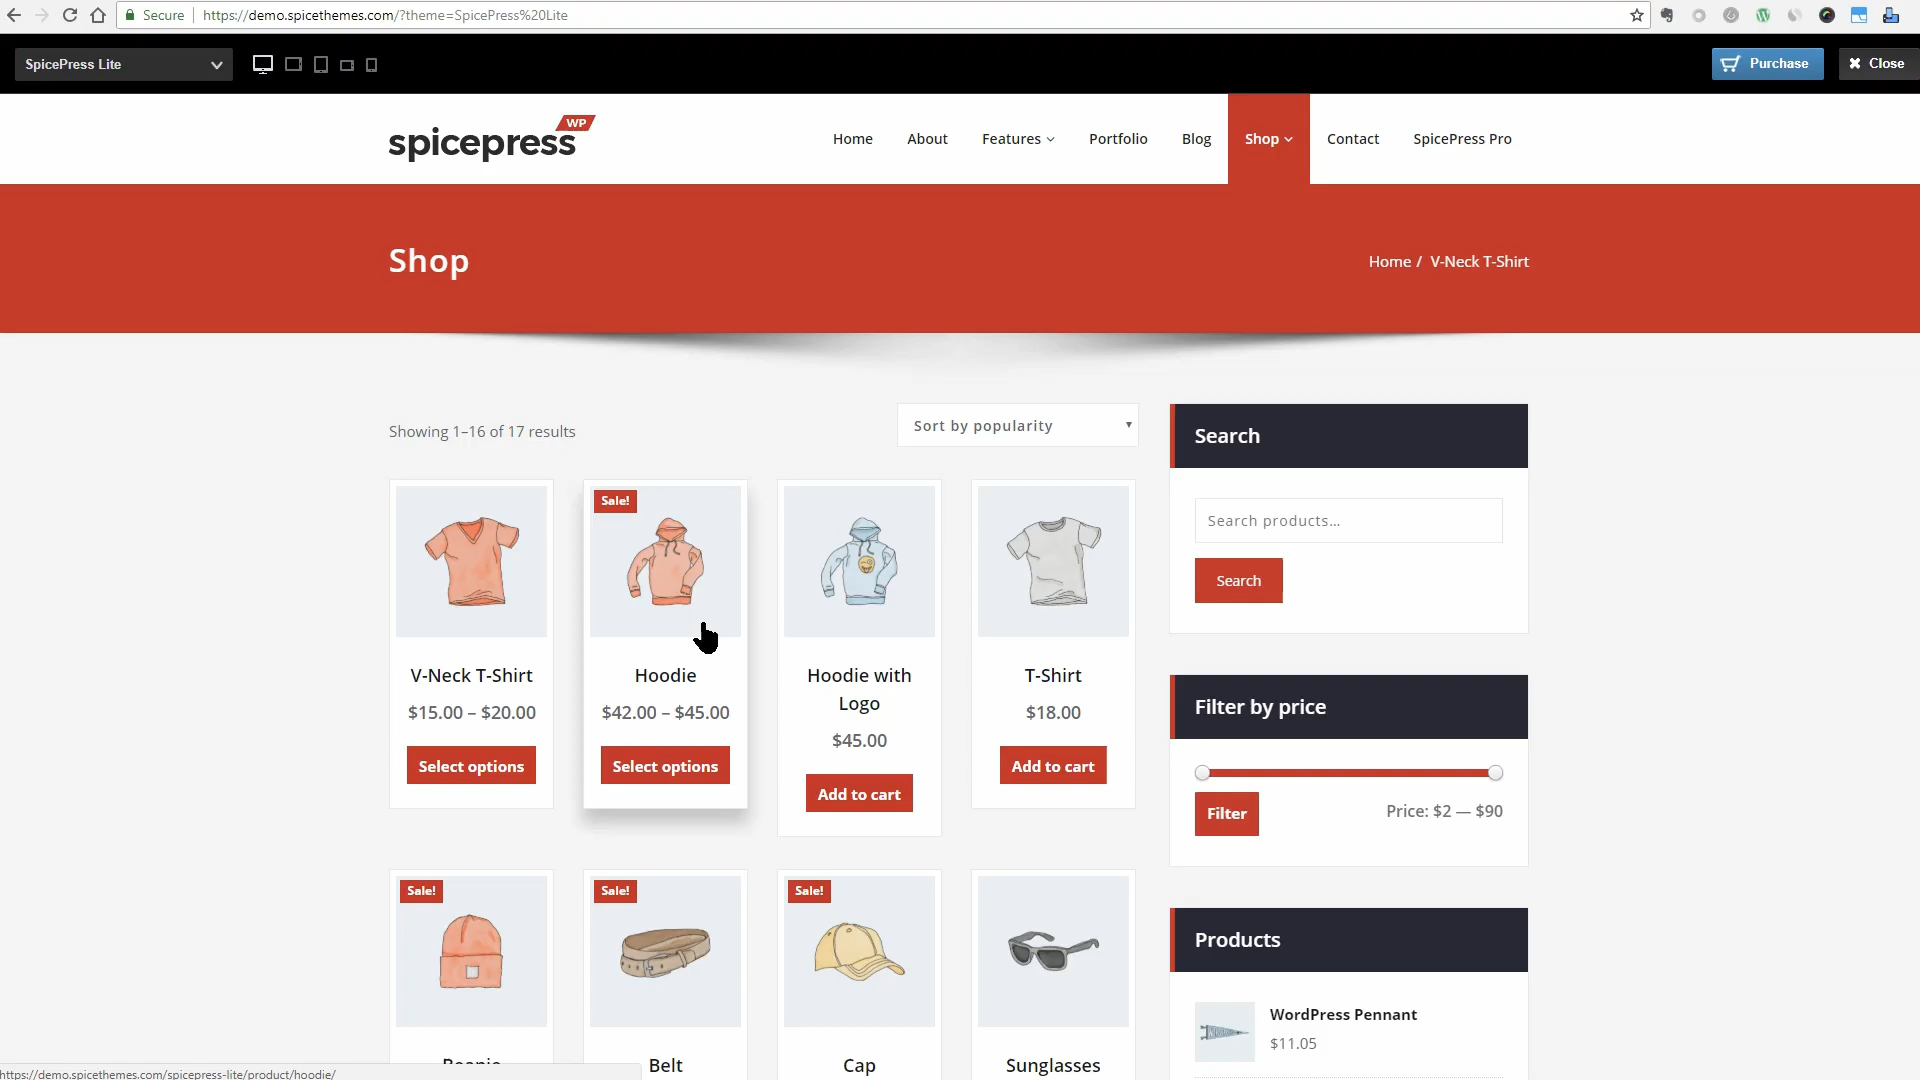 Secure https://demo.spicethemes.com/?theme=SpicePress%20Lite
SpicePress Lite
Purchase
Close
spicepress WP
Home About Features Portfolio Blog Shop Contact SpicePress Pro
Shop
Home / V-Neck T-Shirt
Showing 1–16 of 17 results
Sort by popularity
Search
Search products…
Search
Sale!
V-Neck T-Shirt
$15.00 – $20.00
Select options
Hoodie
$42.00 – $45.00
Select options
Hoodie with
Logo
$45.00
Add to cart
T-Shirt
$18.00
Add to cart
Filter by price
Filter
Price: $2 — $90
Sale!
Sale!
Sale!
Beanie
Belt
Cap
Sunglasses
Products
WordPress Pennant
$11.05
https://demo.spicethemes.com/spicepress-lite/product/hoodie/